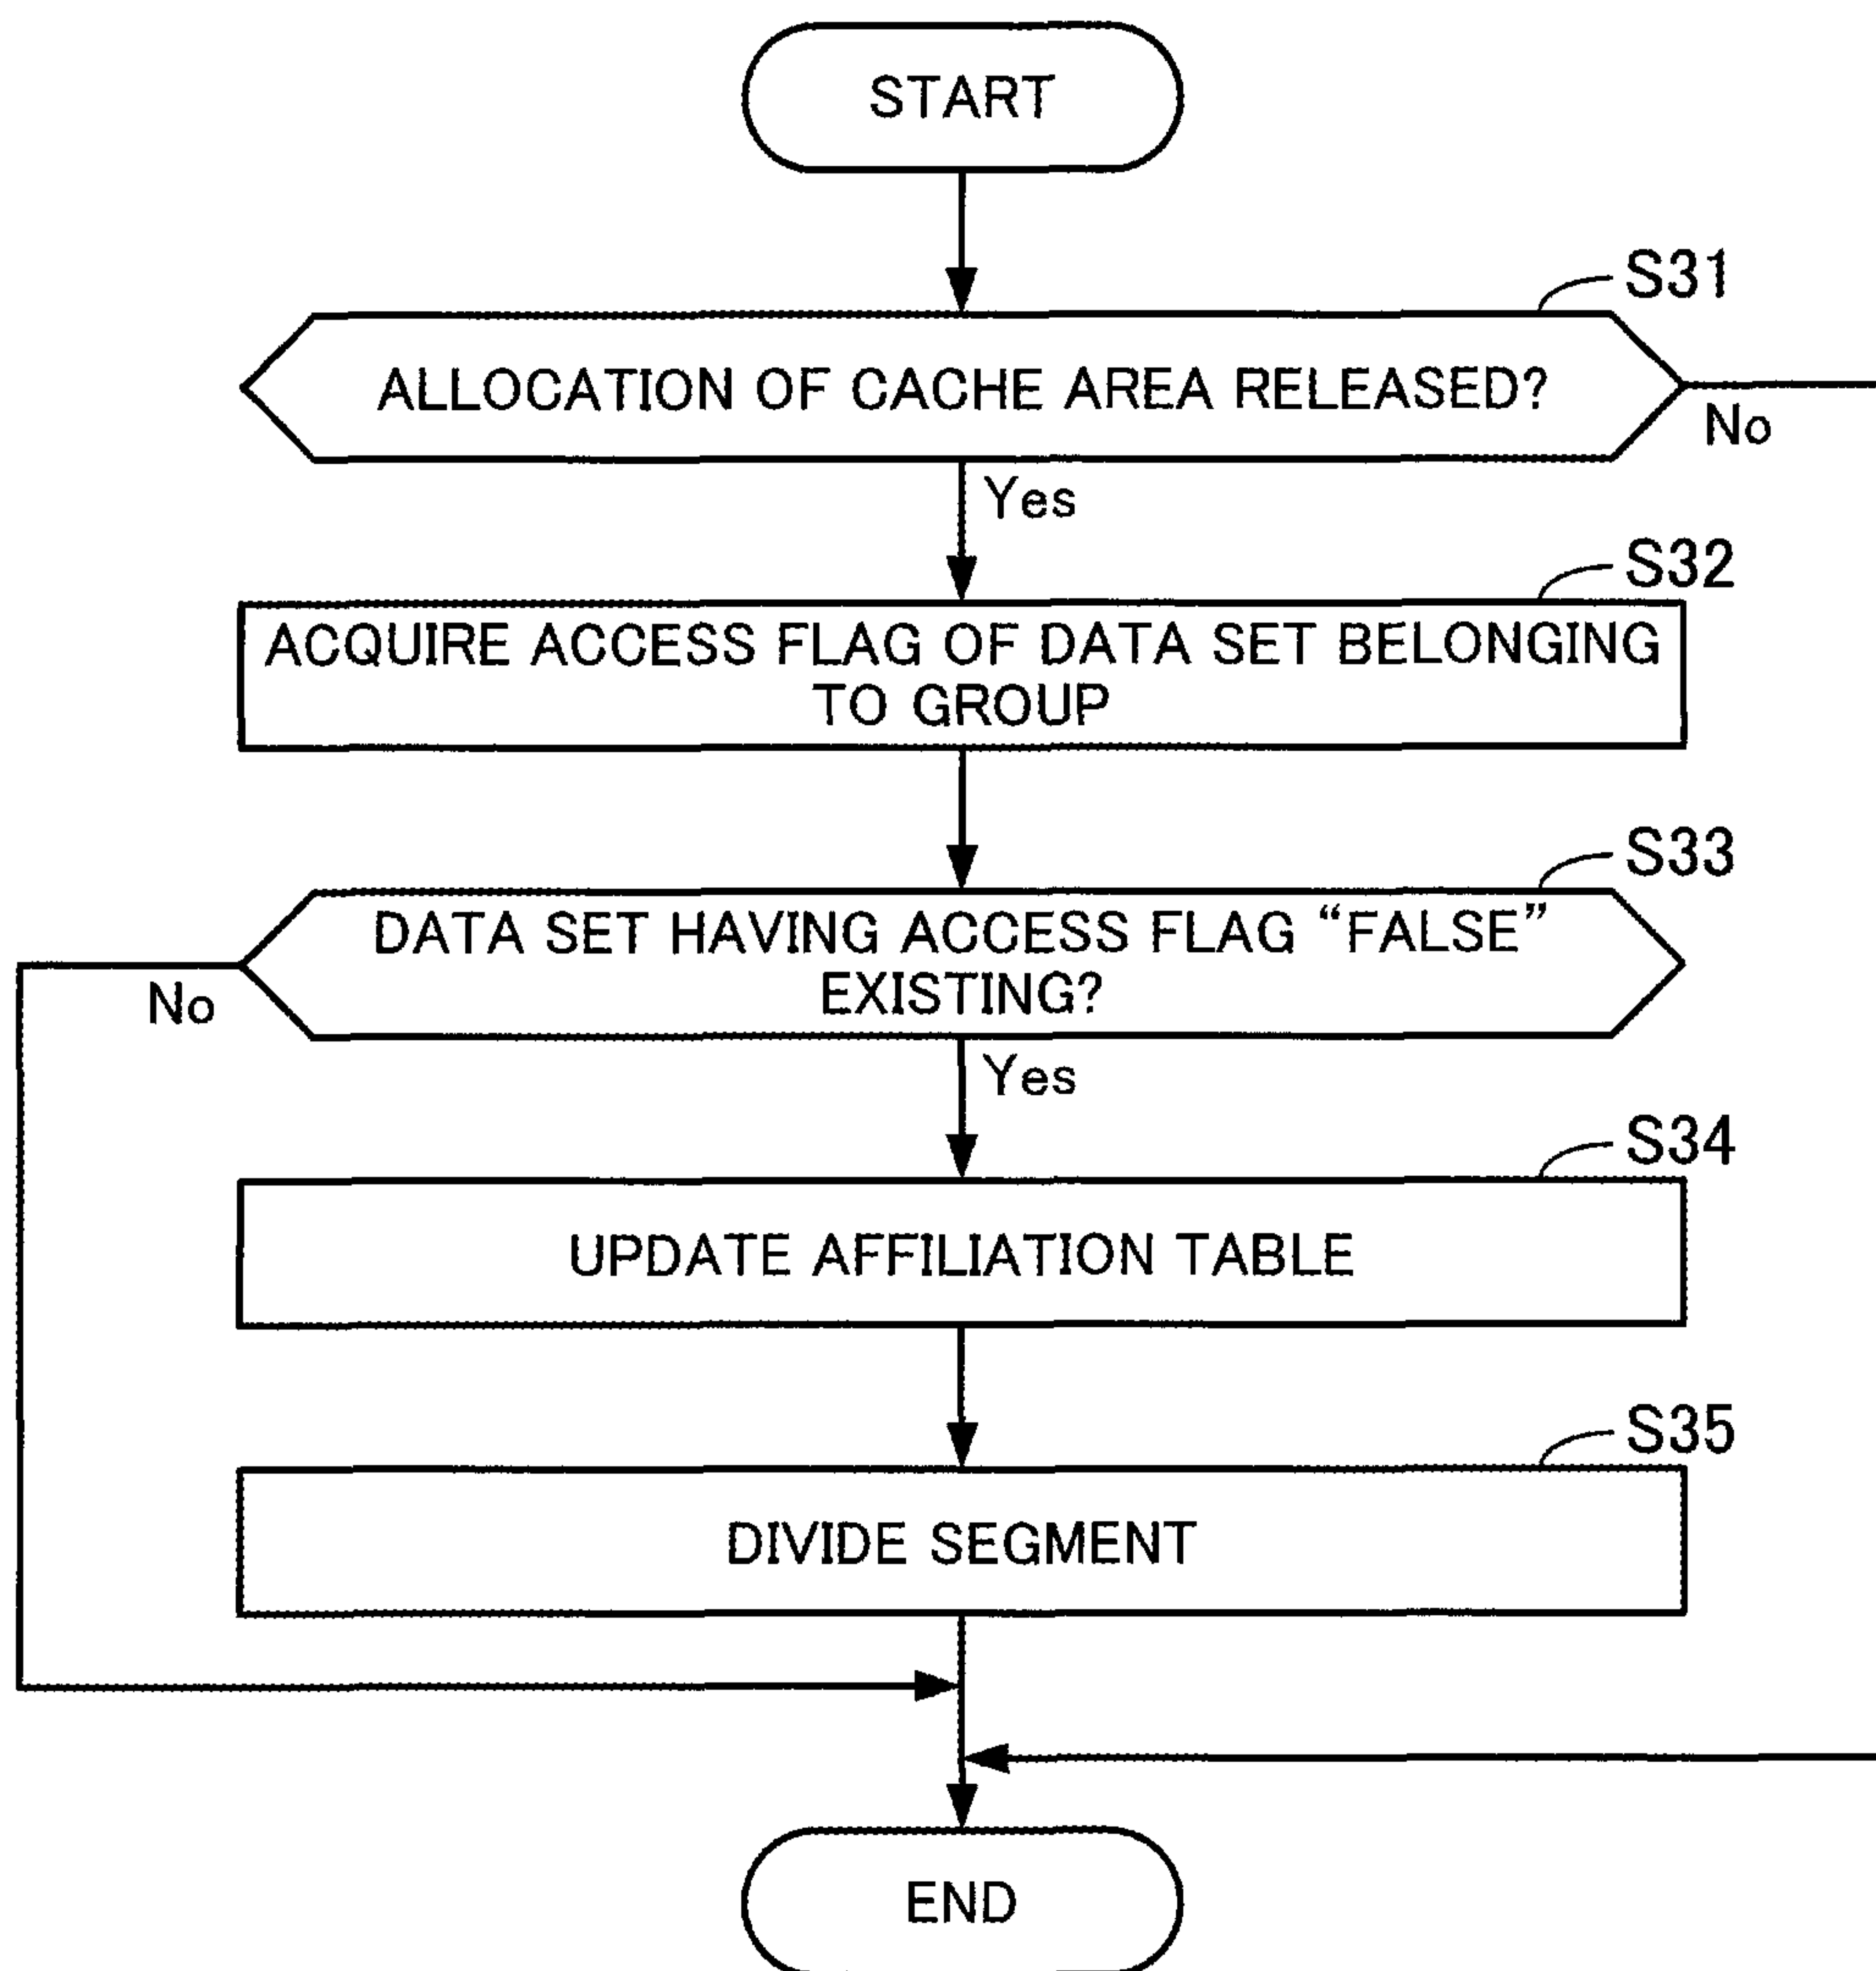 START
S31
ALLOCATION OF CACHE AREA RELEASED?
No
Yes
S32
ACQUIRE ACCESS FLAG OF DATA SET BELONGING
TO GROUP
S33
DATA SET HAVING ACCESS FLAG “FALSE”
EXISTING?
No
Yes
S34
UPDATE AFFILIATION TABLE
S35
DIVIDE SEGMENT
END